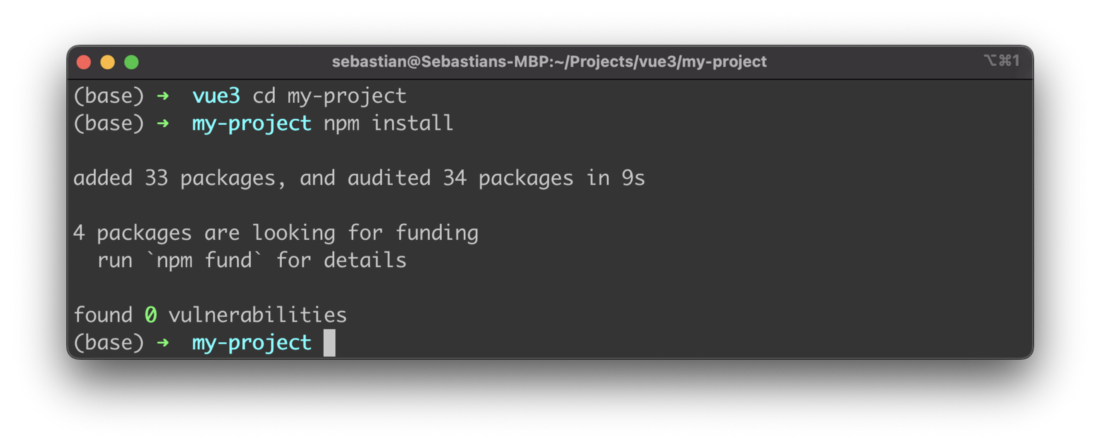 sebastian@Sebastians-MBP:~/Projects/vue3/my-project ⌥⌘1
(base) ➜  vue3 cd my-project
(base) ➜  my-project npm install

added 33 packages, and audited 34 packages in 9s

4 packages are looking for funding
  run `npm fund` for details

found 0 vulnerabilities
(base) ➜  my-project